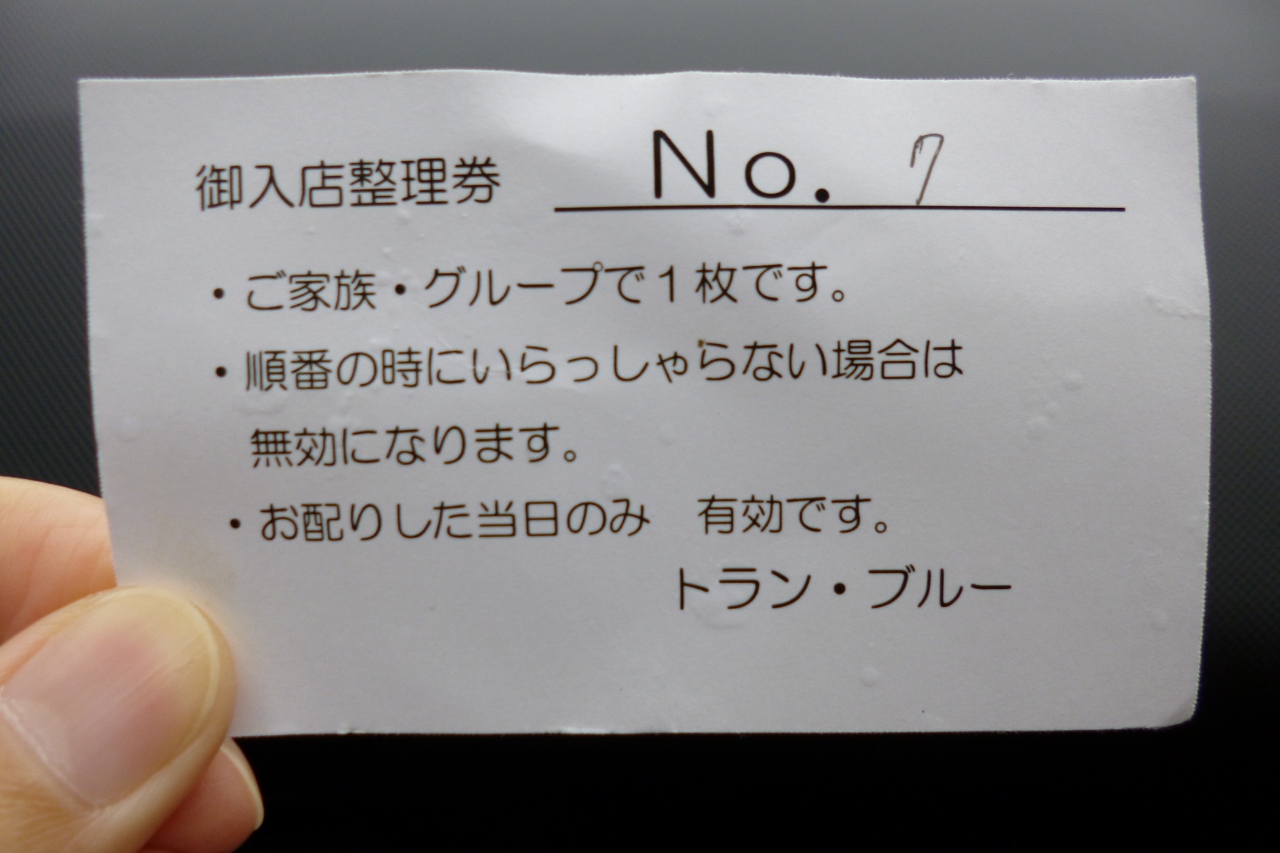 御入店整理券 No. 7
・ご家族・グループで1枚です。
・順番の時にいらっしゃらない場合は
無効になります。
・お配りした当日のみ　有効です。
トラン・ブルー